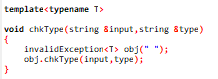 template<typename T>
void chkType(string &input,string &type)
{
invalidException<T> obj(" ");
obj.chkType(input,type);
}